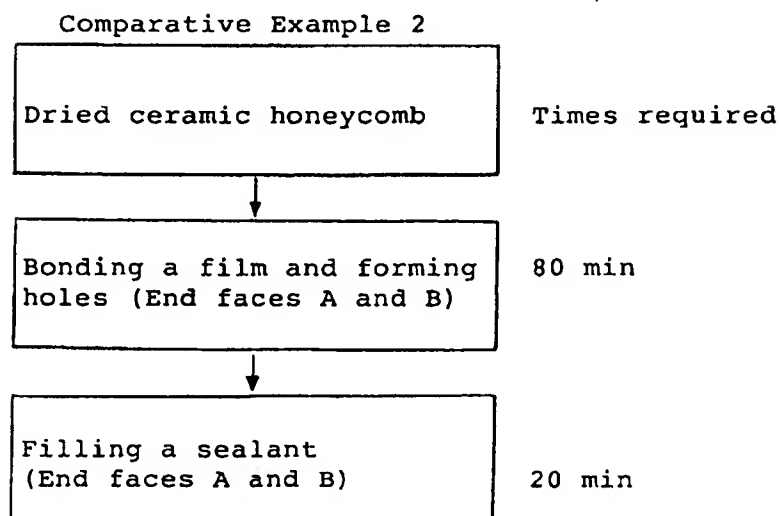 Comparative Example 2
Dried ceramic honeycomb
Times required
Bonding a film and forming
holes (End faces A and B)
80 min
Filling a sealant
(End faces A and B)
20 min